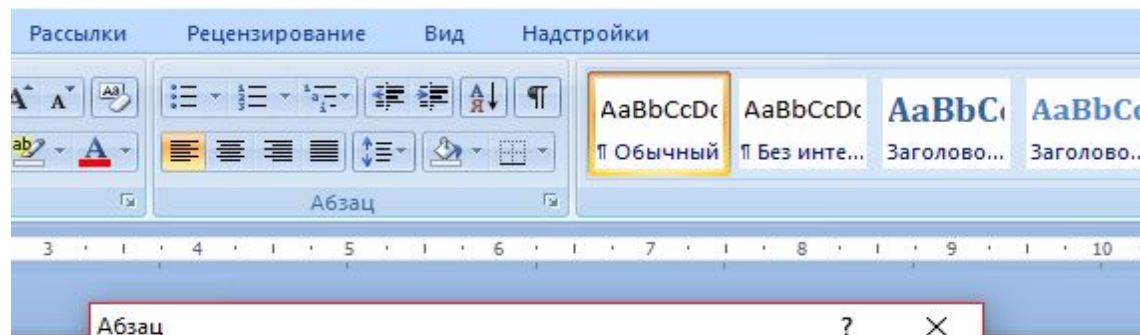 Рассылки Рецензирование Вид Надстройки
AaBbCcDc AaBbCcDc AaBbCc AaBbCc
¶ Обычный ¶ Без инте... Заголово... Заголово...
Абзац
3 4 5 6 7 8 9 10
Абзац ? ×